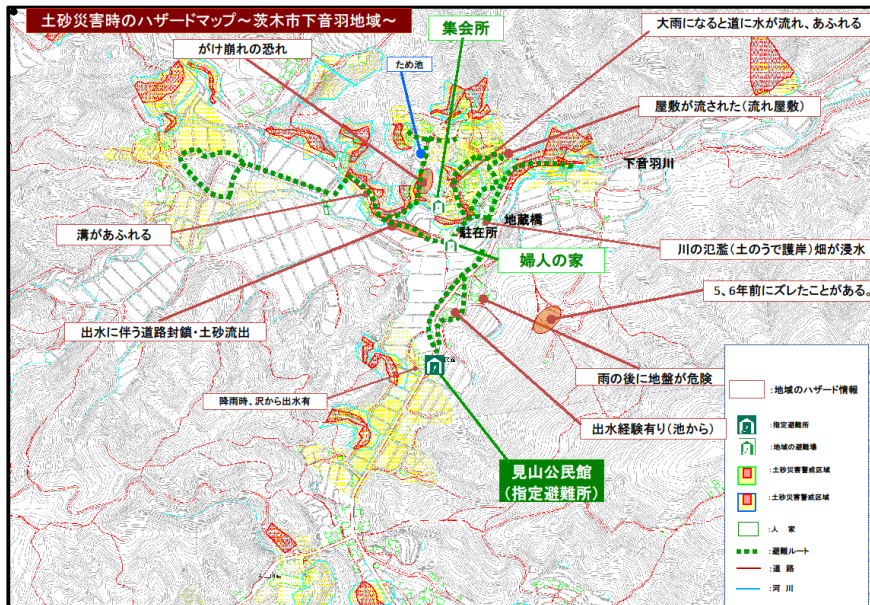 土砂災害時のハザードマップ～茨木市下音羽地域～
集会所
大雨になると道に水が流れ、あふれる
がけ崩れの恐れ
ため池
屋敷が流された（流れ屋敷）
下音羽川
地蔵橋
駐在所
溝があふれる
川の氾濫（土のうで護岸）畑が浸水
婦人の家
5、6年前にズレたことがある。
出水に伴う道路封鎖・土砂流出
雨の後に地盤が危険
降雨時、沢から出水有
出水経験有り（池から）
見山公民館
（指定避難所）
：地域のハザード情報
：指定避難所
：地域の避難場
：土砂災害警戒区域
：土砂災害警戒区域
：人　家
：避難ルート
：道　路
：河　川